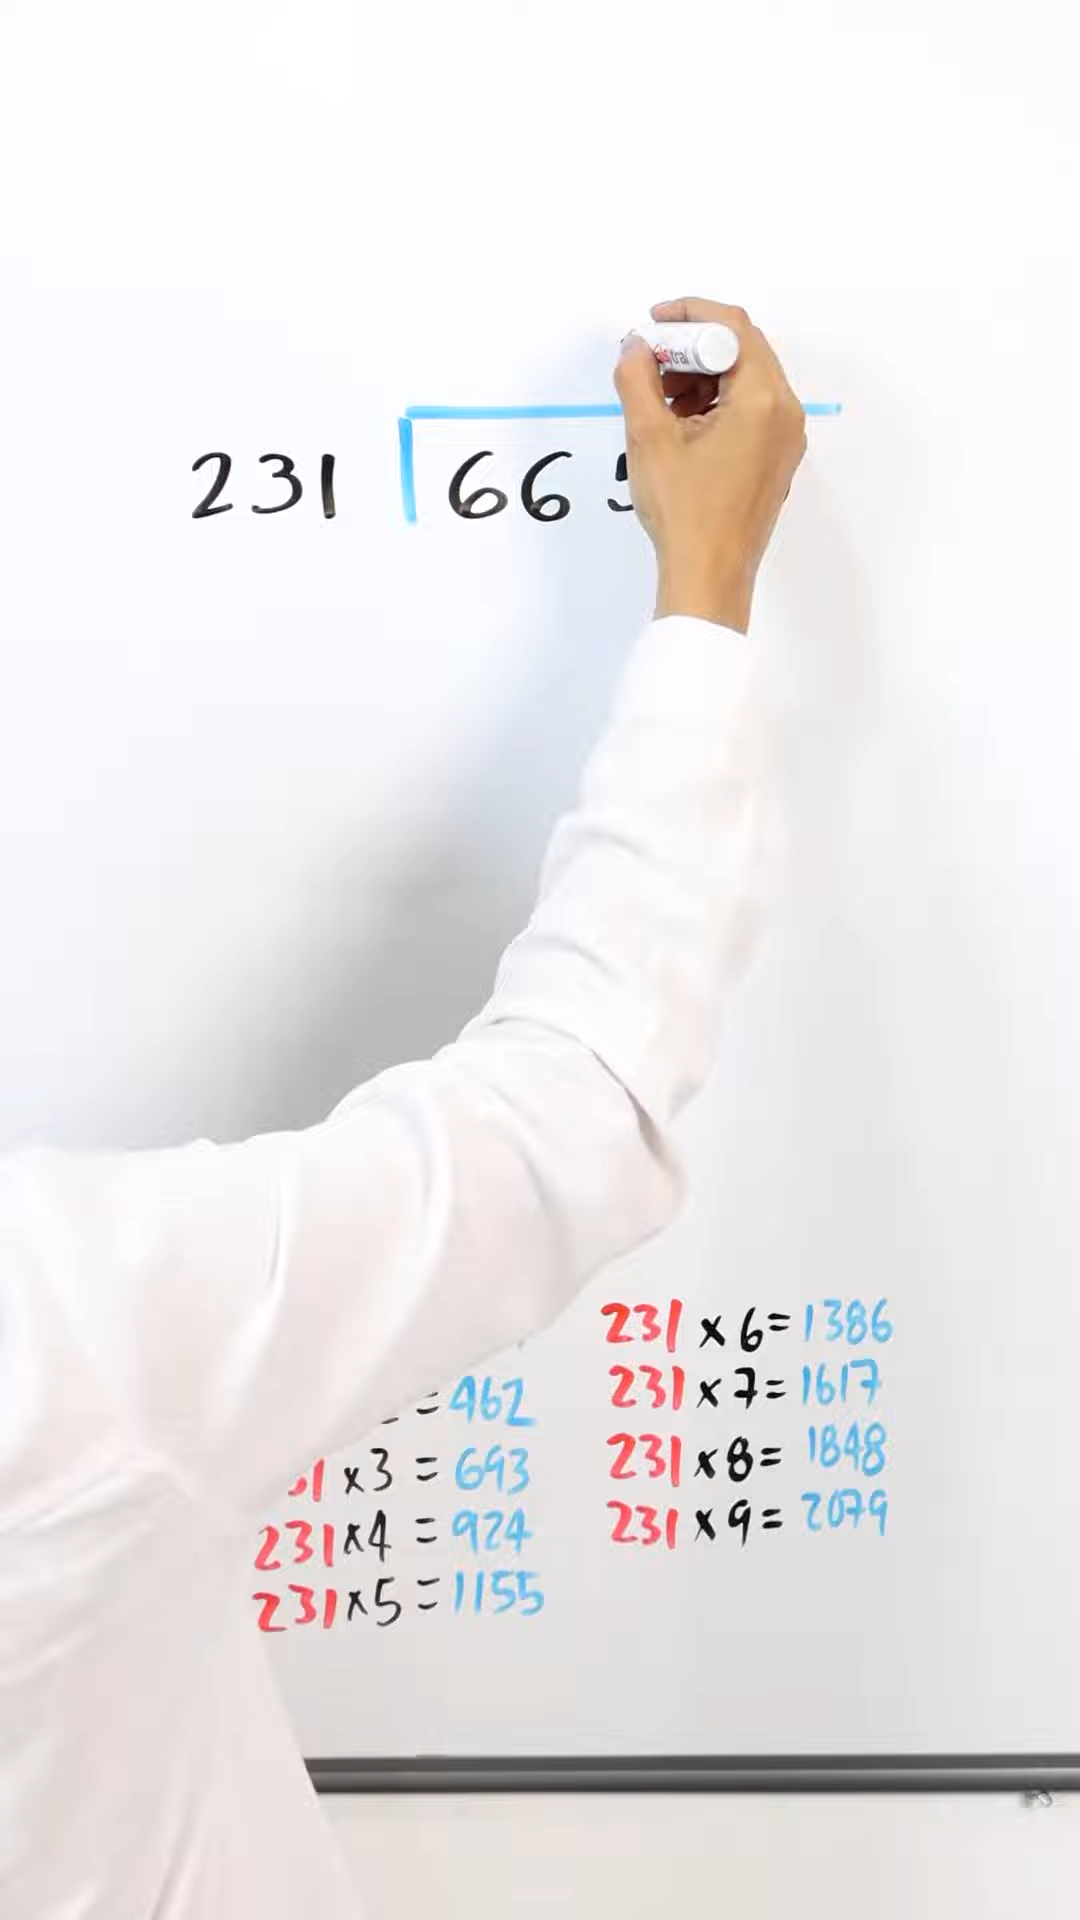 231 665
= 462
231 × 6 = 1386
231 × 7 = 1617
231 × 8 = 1848
231 × 9 = 2079
× 3 = 693
231 × 4 = 924
231 × 5 = 1155